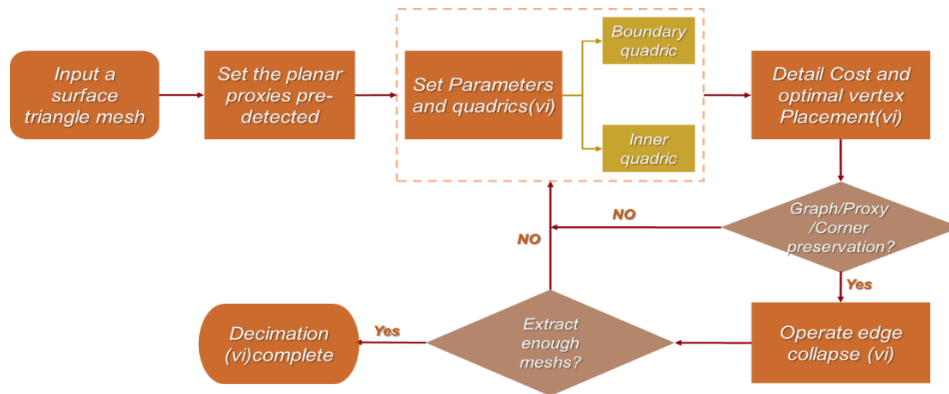 Input a
surface
triangle mesh
Set the planar
proxies pre-
detected
Set Parameters
and quadrics(vi)
Boundary
quadric
Inner
quadric
Detail Cost and
optimal vertex
Placement(vi)
Graph/Proxy
/Corner
preservation?
NO
Yes
Operate edge
collapse (vi)
Extract
enough
meshs?
NO
Yes
Decimation
(vi)complete